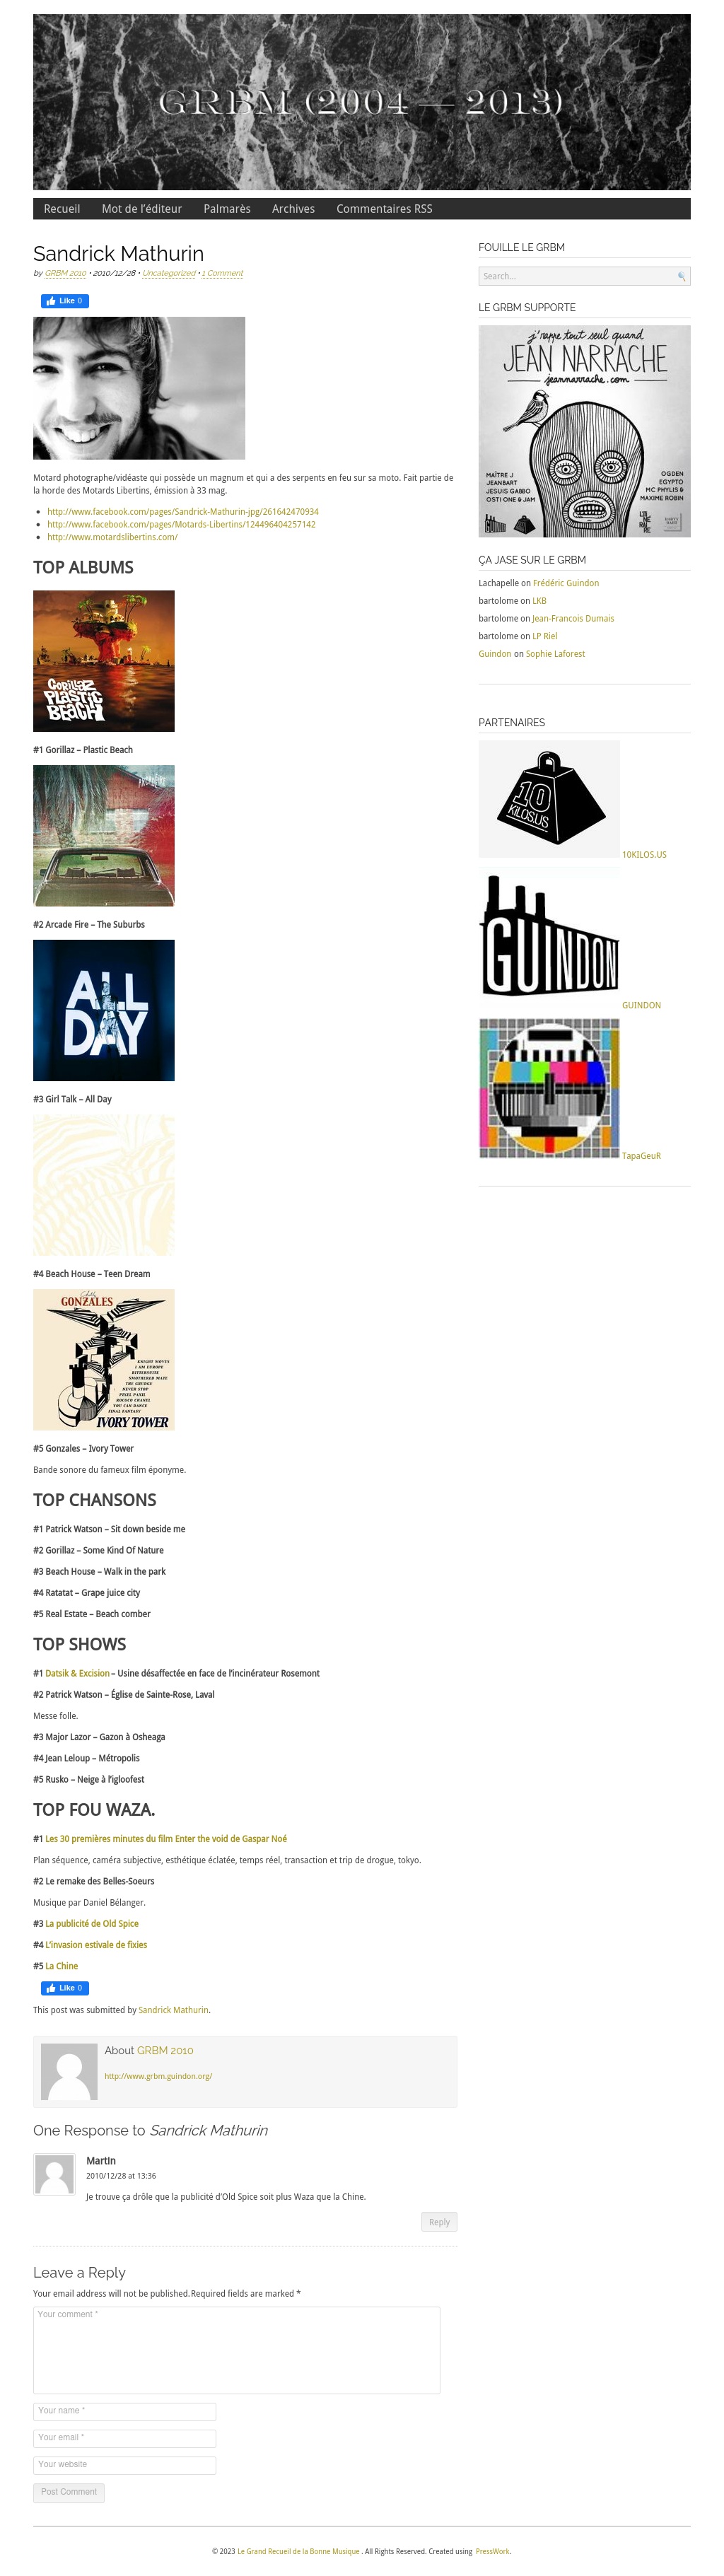 GRBM (2004 — 2013)
Recueil Mot de l'éditeur Palmarès Archives Commentaires RSS
Sandrick Mathurin
by GRBM 2010 • 2010/12/28 • Uncategorized • 1 Comment
Like 0
Motard photographe/vidéaste qui possède un magnum et qui a des serpents en feu sur sa moto. Fait partie de
la horde des Motards Libertins, émission à 33 mag.
http://www.facebook.com/pages/Sandrick-Mathurin-jpg/261642470934
http://www.facebook.com/pages/Motards-Libertins/124496404257142
http://www.motardslibertins.com/
TOP ALBUMS
GORILLAZ
PLASTIC
BEACH
#1 Gorillaz – Plastic Beach
#2 Arcade Fire – The Suburbs
ALL
DAY
#3 Girl Talk – All Day
#4 Beach House – Teen Dream
GONZALES
KNIGHT MOVES
I AM EUROPE
BITTERSUITE
SMOTHERED MATE
THE GRUDGE
NEVER STOP
PIXEL PAXIL
ROCOCO CHANEL
YOU CAN DANCE
FINAL FANTASY
IVORY TOWER
#5 Gonzales – Ivory Tower
Bande sonore du fameux film éponyme.
TOP CHANSONS
#1 Patrick Watson – Sit down beside me
#2 Gorillaz – Some Kind Of Nature
#3 Beach House – Walk in the park
#4 Ratatat – Grape juice city
#5 Real Estate – Beach comber
TOP SHOWS
#1 Datsik & Excision – Usine désaffectée en face de l'incinérateur Rosemont
#2 Patrick Watson – Église de Sainte-Rose, Laval
Messe folle.
#3 Major Lazor – Gazon à Osheaga
#4 Jean Leloup – Métropolis
#5 Rusko – Neige à l'igloofest
TOP FOU WAZA.
#1 Les 30 premières minutes du film Enter the void de Gaspar Noé
Plan séquence, caméra subjective, esthétique éclatée, temps réel, transaction et trip de drogue, tokyo.
#2 Le remake des Belles-Soeurs
Musique par Daniel Bélanger.
#3 La publicité de Old Spice
#4 L'invasion estivale de fixies
#5 La Chine
Like 0
This post was submitted by Sandrick Mathurin.
About GRBM 2010
http://www.grbm.guindon.org/
One Response to Sandrick Mathurin
MartIn
2010/12/28 at 13:36
Je trouve ça drôle que la publicité d'Old Spice soit plus Waza que la Chine.
Reply
Leave a Reply
Your email address will not be published.Required fields are marked *
Your comment *
Your name *
Your email *
Your website
Post Comment
FOUILLE LE GRBM
Search...
LE GRBM SUPPORTE
j'rappe tout seul quand
JEAN NARRACHE
jeannarrache.com
MAÎTRE J
JEANBART
JESUIS GABBO
OSTI ONE & JAM
OGDEN
EGYPTO
MC PHYLIS &
MAXIME ROBIN
ÇA JASE SUR LE GRBM
Lachapelle on Frédéric Guindon
bartolome on LKB
bartolome on Jean-Francois Dumais
bartolome on LP Riel
Guindon on Sophie Laforest
PARTENAIRES
10
KILOS.US
10KILOS.US
GUINDON
GUINDON
TapaGeuR
© 2023 Le Grand Recueil de la Bonne Musique . All Rights Reserved. Created using PressWork.